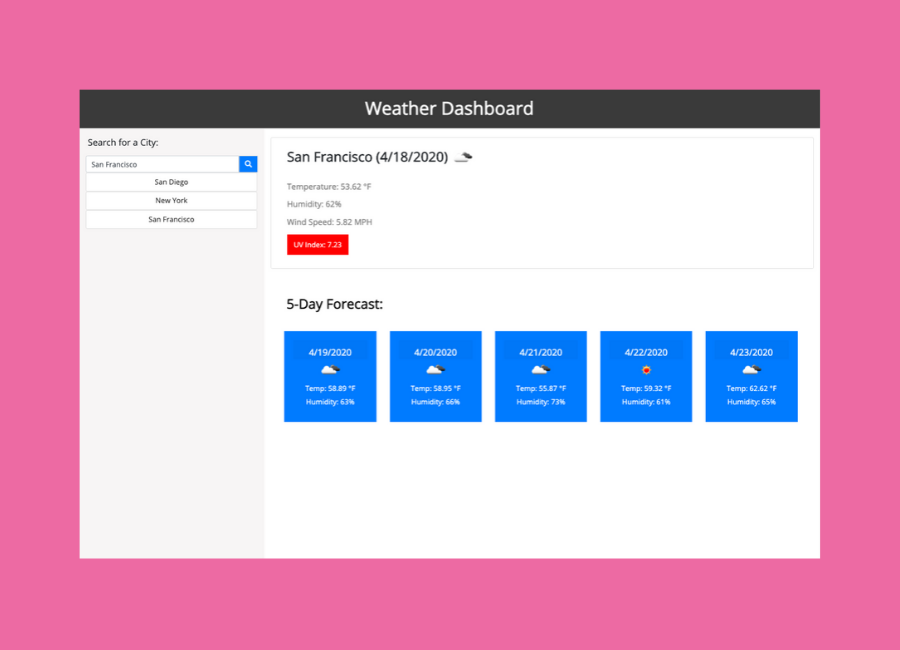 Weather Dashboard
Search for a City:
San Francisco
San Diego
New York
San Francisco
San Francisco (4/18/2020)
Temperature: 53.62 °F
Humidity: 62%
Wind Speed: 5.82 MPH
UV Index: 7.23
5-Day Forecast:
4/19/2020
Temp: 58.89 °F
Humidity: 63%
4/20/2020
Temp: 58.95 °F
Humidity: 66%
4/21/2020
Temp: 55.87 °F
Humidity: 73%
4/22/2020
Temp: 59.32 °F
Humidity: 61%
4/23/2020
Temp: 62.62 °F
Humidity: 65%